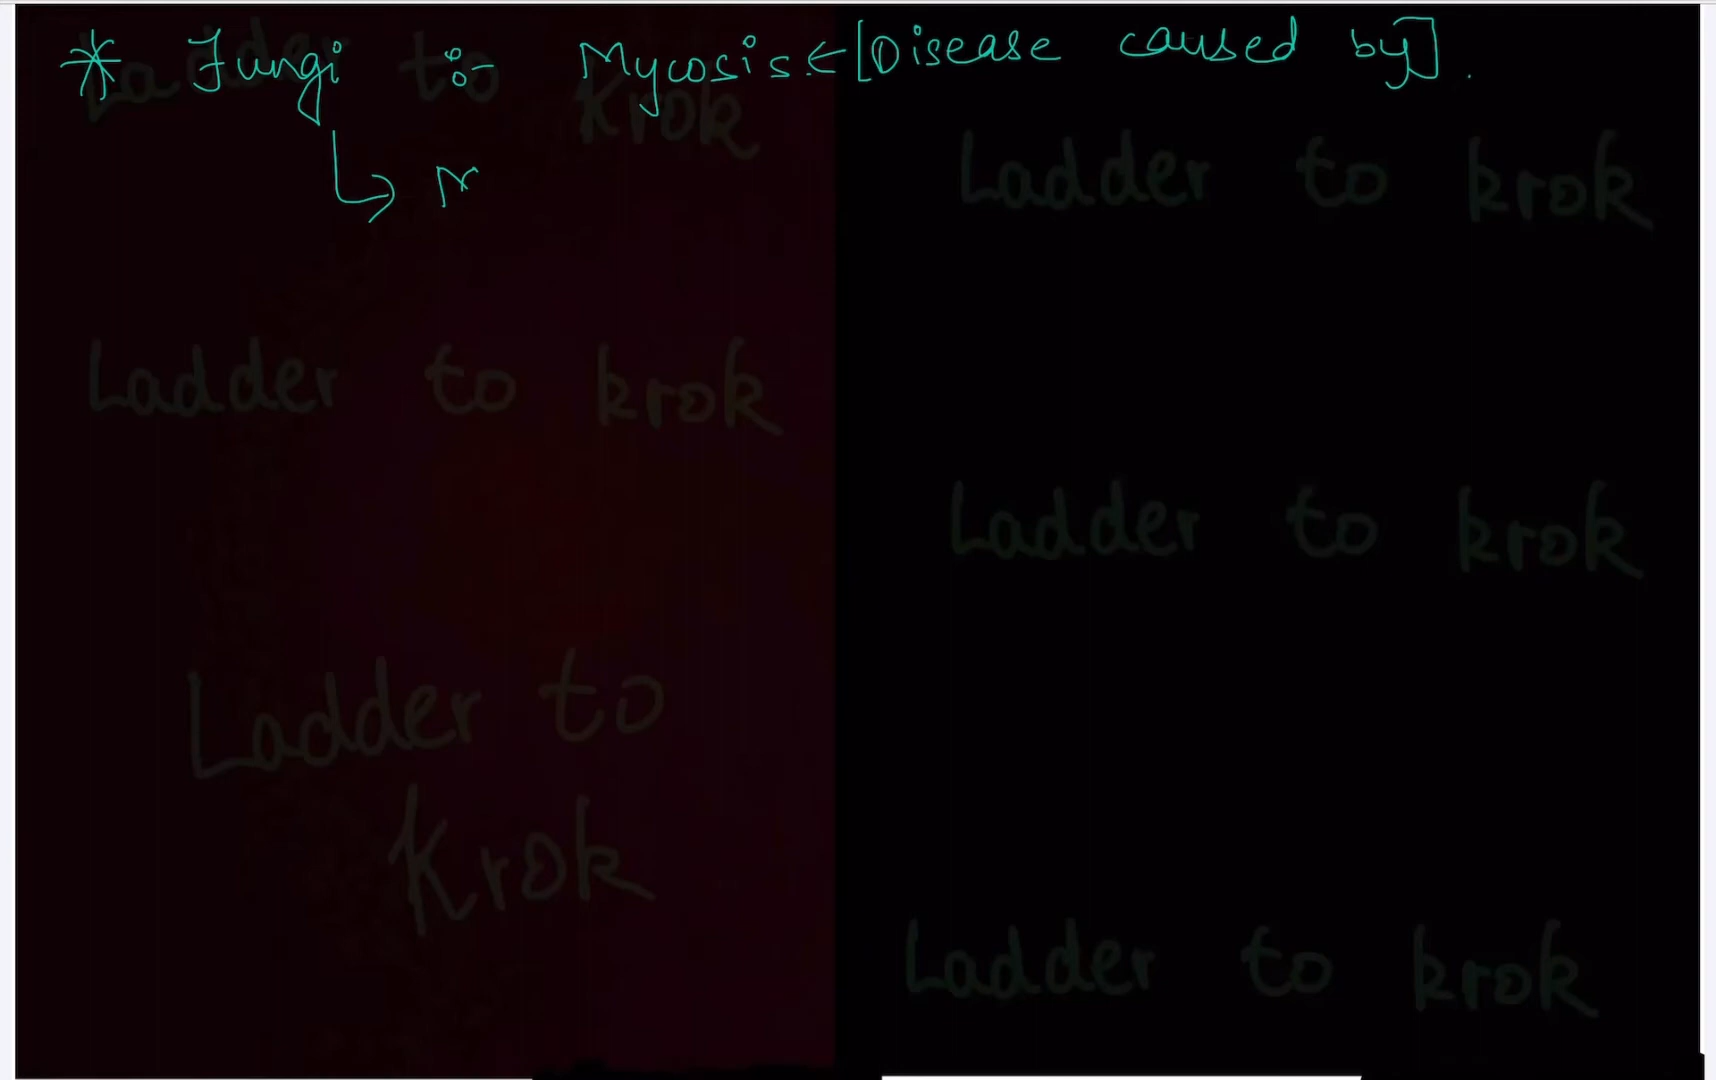 * Fungi :- Mycosis. ← [Disease caused by].
Ladder to Krok
↳
Ladder to krok
Ladder to krok
Ladder to krok
Ladder to
Krok
Ladder to krok